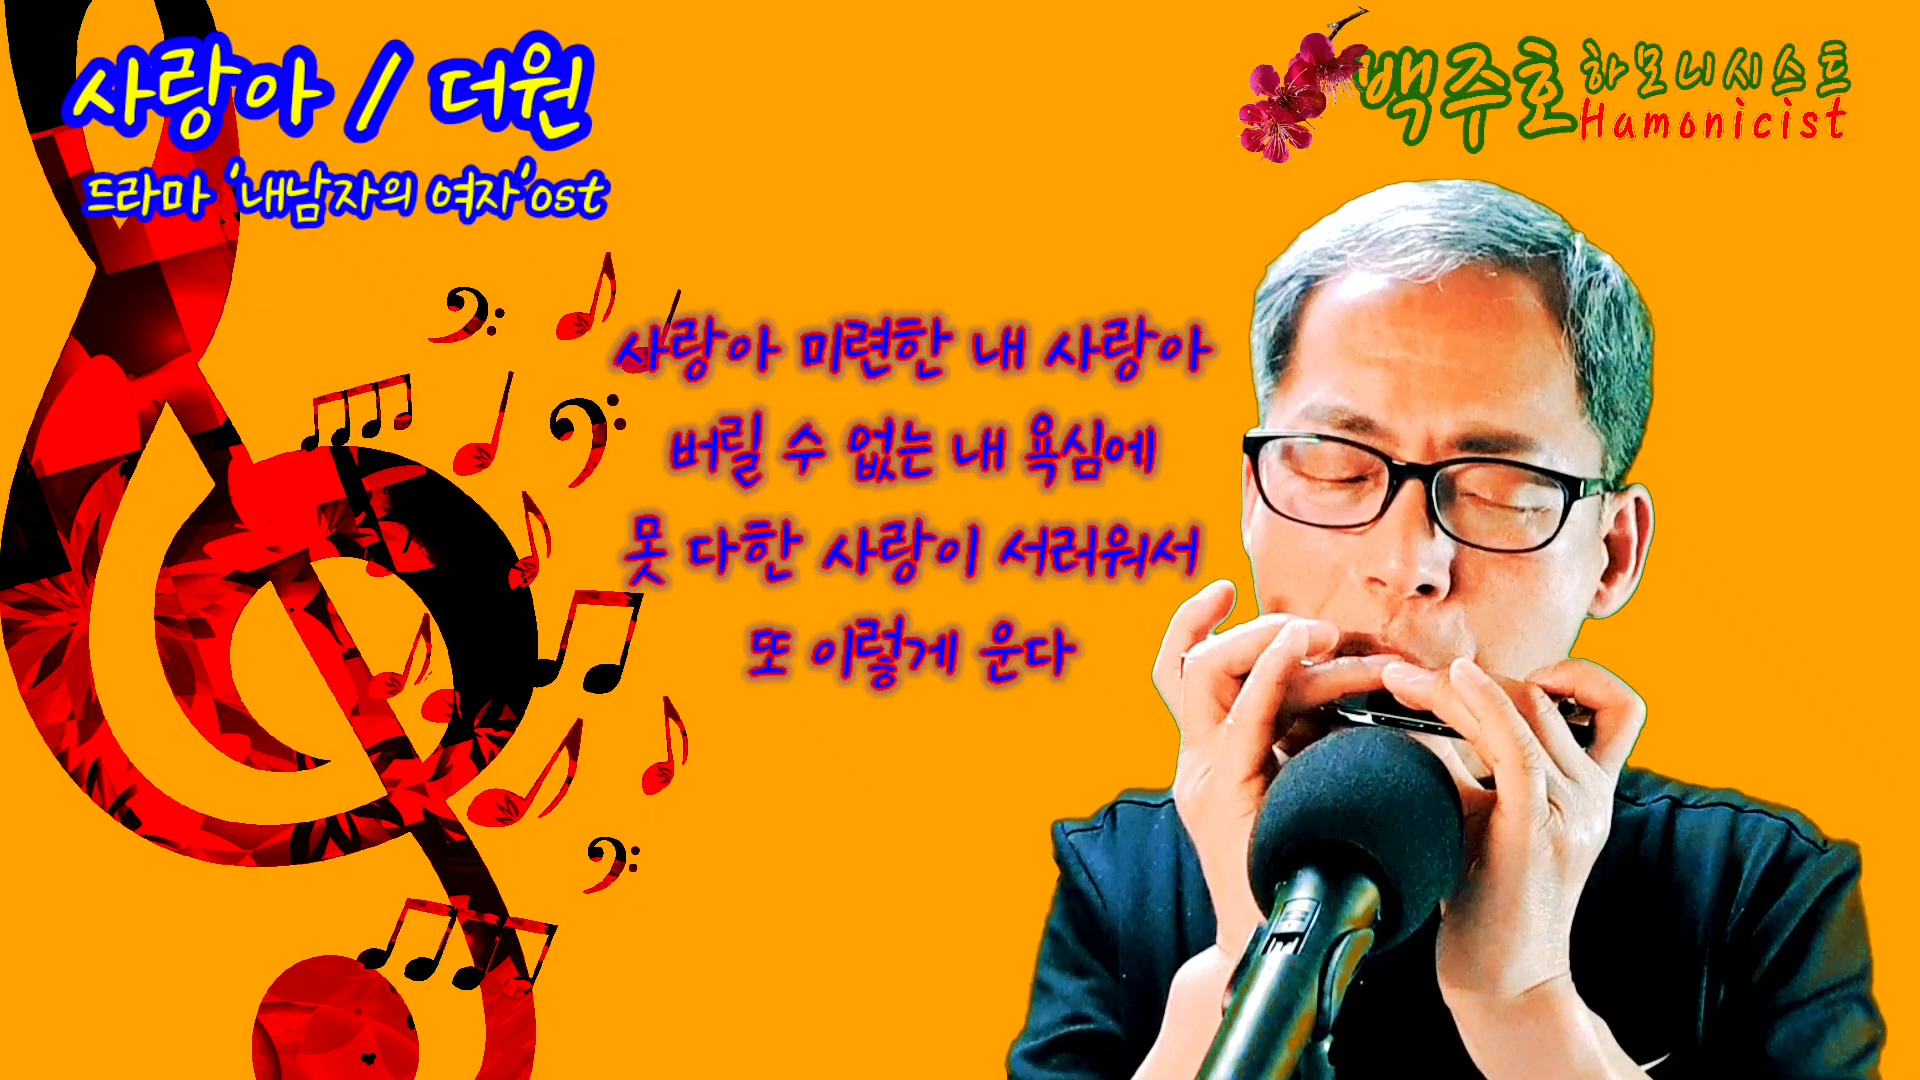 사랑아 / 더원
드라마 '내남자의 여자'ost
백주호 하모니시스트
Hamonicist
사랑아 미련한 내 사랑아
버릴 수 없는 내 욕심에
못 다한 사랑이 서러워서
또 이렇게 운다